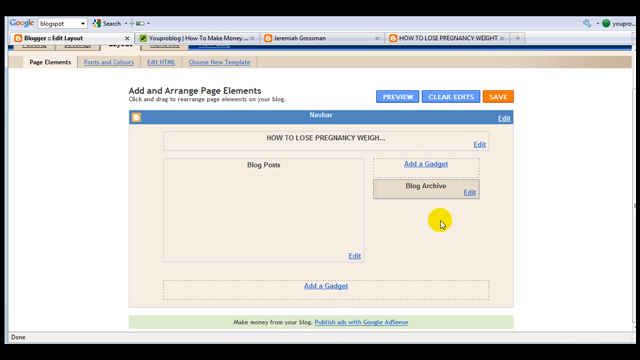 Google blogspot Search youpro
Blogger :: Edit Layout Youproblog | How To Make Money ... Jeremiah Grossman HOW TO LOSE PREGNANCY WEIGHT
Page Elements Fonts and Colours Edit HTML Choose New Template
Add and Arrange Page Elements
Click and drag to rearrange page elements on your blog.
PREVIEW CLEAR EDITS SAVE
Navbar
Edit
HOW TO LOSE PREGNANCY WEIGH...
Edit
Blog Posts
Edit
Add a Gadget
Blog Archive
Edit
Add a Gadget
Make money from your blog. Publish ads with Google AdSense
Done